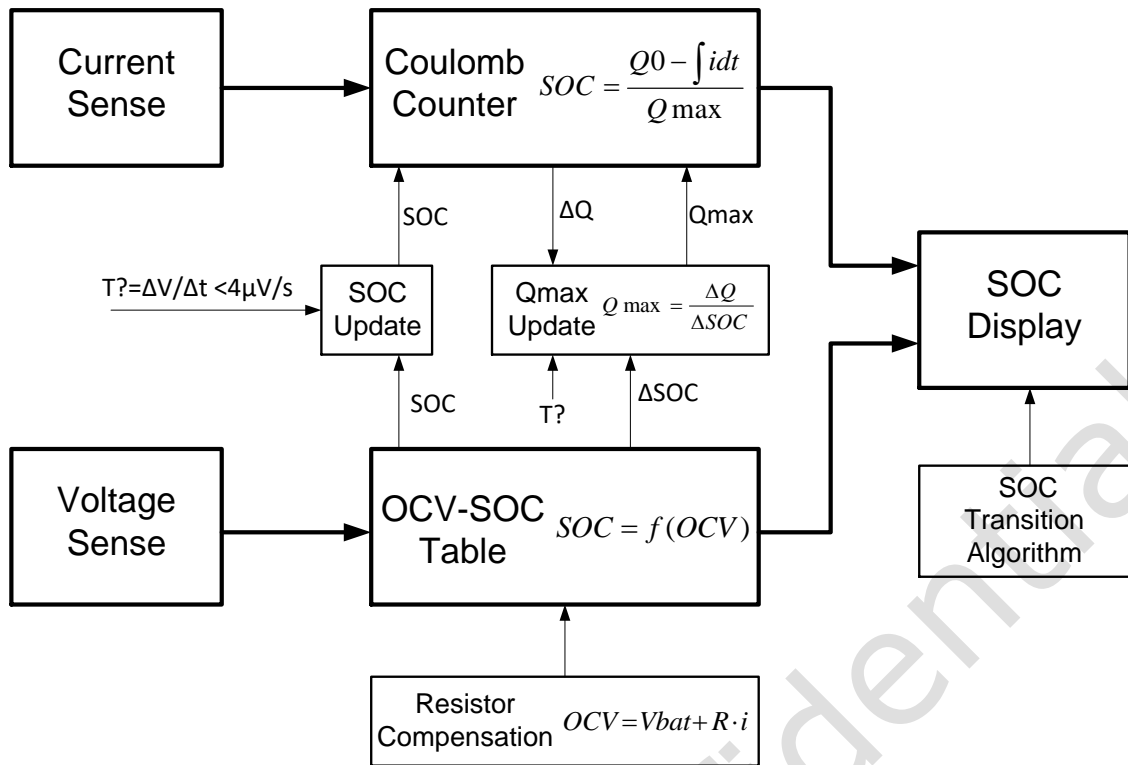 Current
Sense
Coulomb
Counter
SOC = (Q0 − ∫ idt) / Q max
SOC
ΔQ
Qmax
T?=ΔV/Δt <4µV/s
SOC
Update
Qmax
Update
Q max = ΔQ / ΔSOC
SOC
Display
SOC
T?
ΔSOC
Voltage
Sense
OCV-SOC
Table
SOC = f (OCV)
SOC
Transition
Algorithm
Resistor
Compensation
OCV = Vbat + R · i